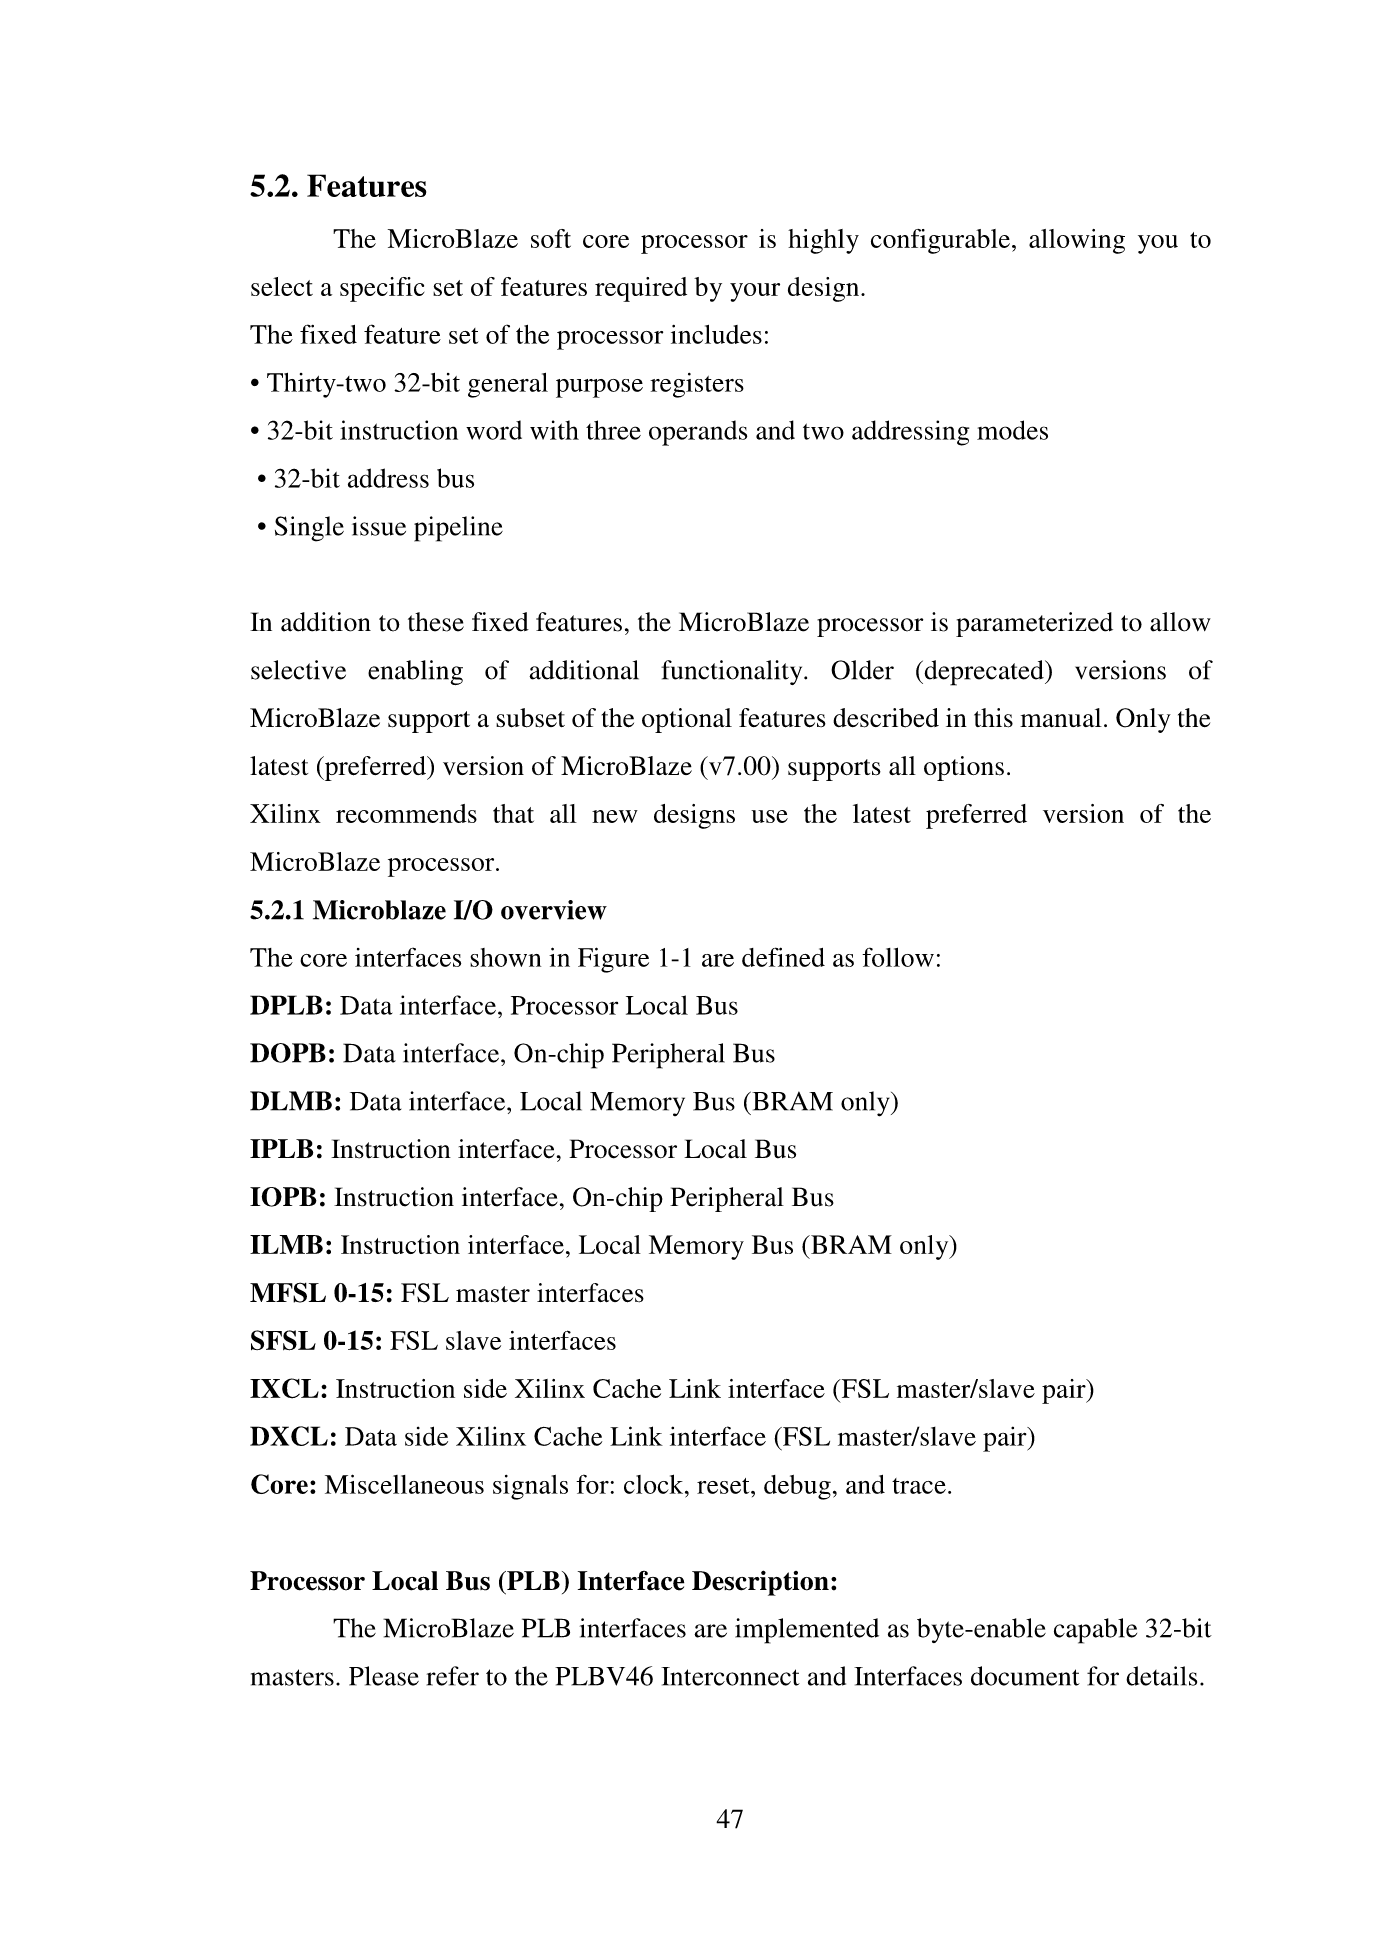 5.2. Features
The MicroBlaze soft core processor is highly configurable, allowing you to
select a specific set of features required by your design.
The fixed feature set of the processor includes:
• Thirty-two 32-bit general purpose registers
• 32-bit instruction word with three operands and two addressing modes
• 32-bit address bus
• Single issue pipeline
In addition to these fixed features, the MicroBlaze processor is parameterized to allow
selective enabling of additional functionality. Older (deprecated) versions of
MicroBlaze support a subset of the optional features described in this manual. Only the
latest (preferred) version of MicroBlaze (v7.00) supports all options.
Xilinx recommends that all new designs use the latest preferred version of the
MicroBlaze processor.
5.2.1 Microblaze I/O overview
The core interfaces shown in Figure 1-1 are defined as follow:
DPLB: Data interface, Processor Local Bus
DOPB: Data interface, On-chip Peripheral Bus
DLMB: Data interface, Local Memory Bus (BRAM only)
IPLB: Instruction interface, Processor Local Bus
IOPB: Instruction interface, On-chip Peripheral Bus
ILMB: Instruction interface, Local Memory Bus (BRAM only)
MFSL 0-15: FSL master interfaces
SFSL 0-15: FSL slave interfaces
IXCL: Instruction side Xilinx Cache Link interface (FSL master/slave pair)
DXCL: Data side Xilinx Cache Link interface (FSL master/slave pair)
Core: Miscellaneous signals for: clock, reset, debug, and trace.
Processor Local Bus (PLB) Interface Description:
The MicroBlaze PLB interfaces are implemented as byte-enable capable 32-bit
masters. Please refer to the PLBV46 Interconnect and Interfaces document for details.
47